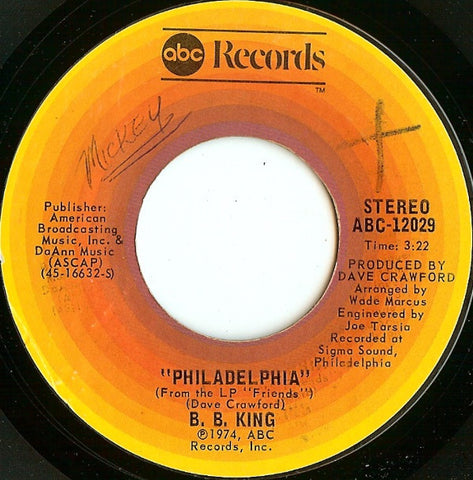 abc Records
TM
MICKEY
Publisher:
American
Broadcasting
Music, Inc. &
DaAnn Music
(ASCAP)
(45-16632-S)
STEREO
ABC-12029
Time: 3:22
PRODUCED BY
DAVE CRAWFORD
Arranged by
Wade Marcus
Engineered by
Joe Tarsia
Recorded at
Sigma Sound,
Philadelphia
"PHILADELPHIA"
(From the LP "Friends")
(Dave Crawford)
B. B. KING
Ⓟ1974, ABC
Records, Inc.